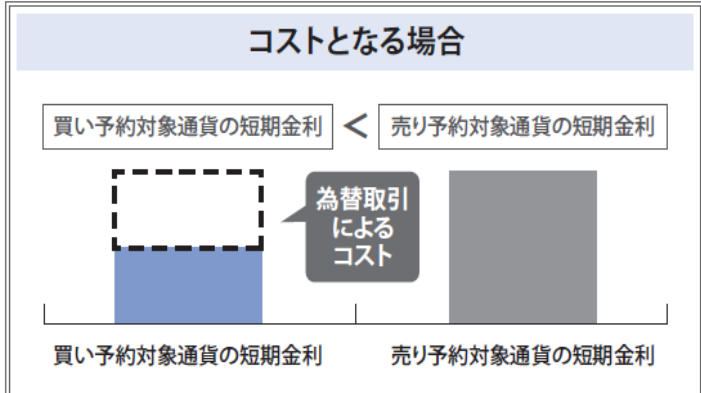 コストとなる場合
買い予約対象通貨の短期金利 < 売り予約対象通貨の短期金利
為替取引
による
コスト
買い予約対象通貨の短期金利
売り予約対象通貨の短期金利